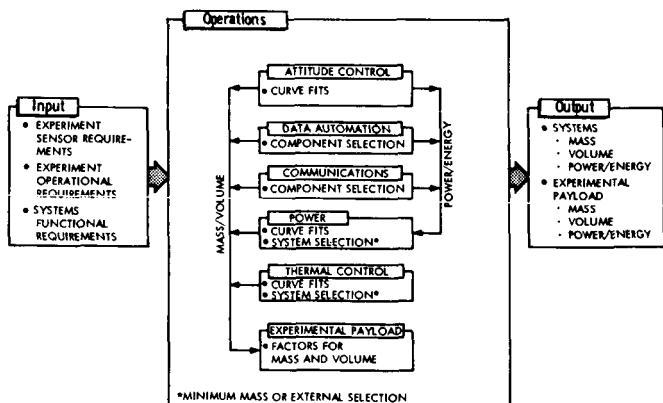 Operations
Input
• EXPERIMENT
SENSOR REQUIRE-
MENTS
• EXPERIMENT
OPERATIONAL
REQUIREMENTS
• SYSTEMS
FUNCTIONAL
REQUIREMENTS
MASS/VOLUME
ATTITUDE CONTROL
• CURVE FITS
DATA AUTOMATION
• COMPONENT SELECTION
COMMUNICATIONS
• COMPONENT SELECTION
POWER
• CURVE FITS
• SYSTEM SELECTION*
THERMAL CONTROL
• CURVE FITS
• SYSTEM SELECTION*
EXPERIMENTAL PAYLOAD
• FACTORS FOR
MASS AND VOLUME
POWER/ENERGY
*MINIMUM MASS OR EXTERNAL SELECTION
Output
• SYSTEMS
· MASS
· VOLUME
· POWER/ENERGY
• EXPERIMENTAL
PAYLOAD
· MASS
· VOLUME
· POWER/ENERGY